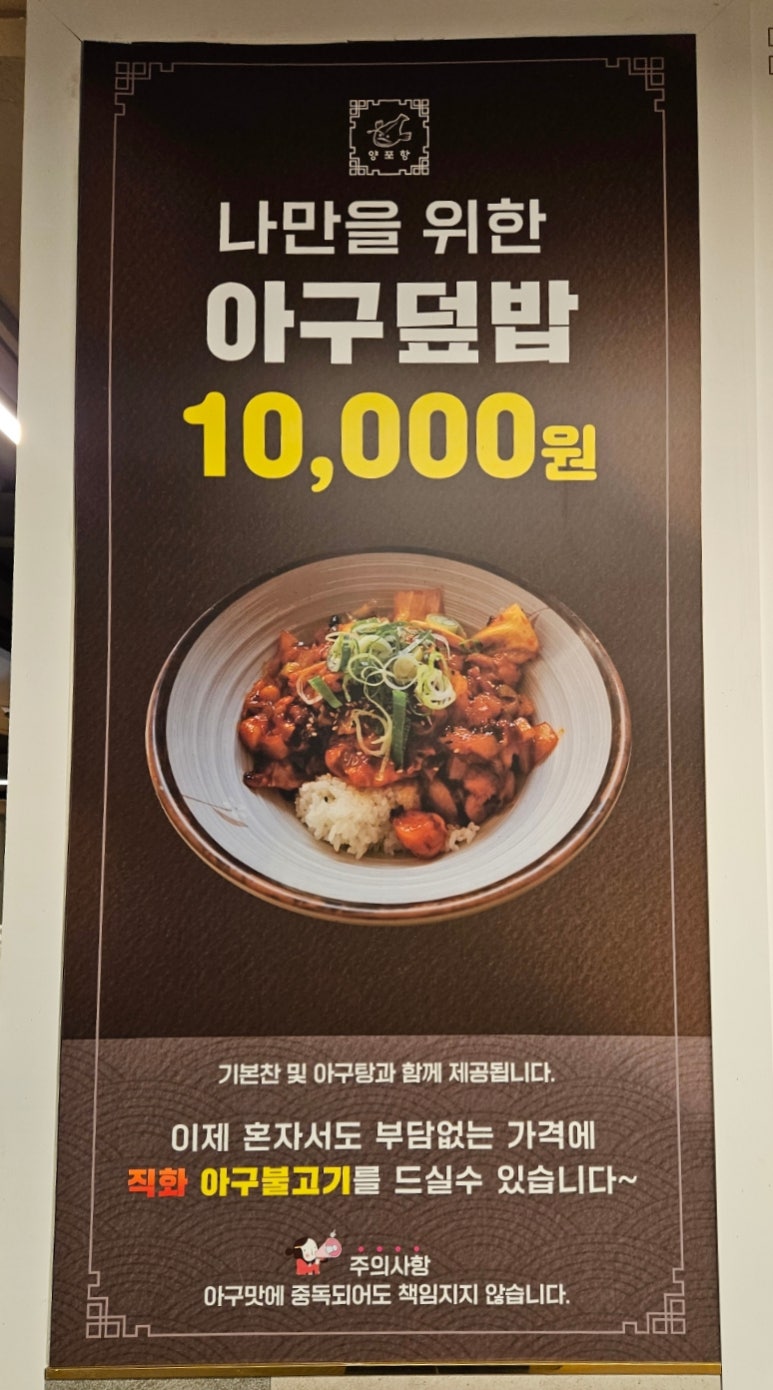 양포항
나만을 위한
아구덮밥
10,000원
기본찬 및 아구탕과 함께 제공됩니다.
이제 혼자서도 부담없는 가격에
직화 아구불고기를 드실수 있습니다~
주의사항
아구맛에 중독되어도 책임지지 않습니다.